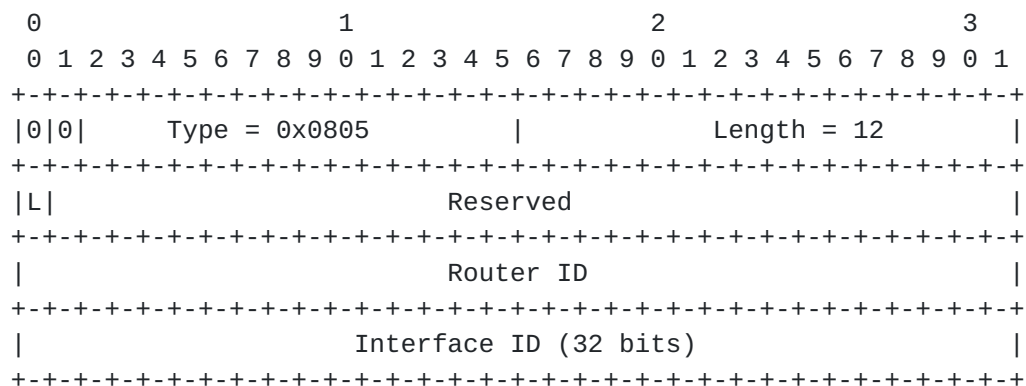 0                   1                   2                   3
 0 1 2 3 4 5 6 7 8 9 0 1 2 3 4 5 6 7 8 9 0 1 2 3 4 5 6 7 8 9 0 1
+-+-+-+-+-+-+-+-+-+-+-+-+-+-+-+-+-+-+-+-+-+-+-+-+-+-+-+-+-+-+-+-+
|0|0|     Type = 0x0805         |            Length = 12        |
+-+-+-+-+-+-+-+-+-+-+-+-+-+-+-+-+-+-+-+-+-+-+-+-+-+-+-+-+-+-+-+-+
|L|                         Reserved                            |
+-+-+-+-+-+-+-+-+-+-+-+-+-+-+-+-+-+-+-+-+-+-+-+-+-+-+-+-+-+-+-+-+
|                           Router ID                           |
+-+-+-+-+-+-+-+-+-+-+-+-+-+-+-+-+-+-+-+-+-+-+-+-+-+-+-+-+-+-+-+-+
|                     Interface ID (32 bits)                    |
+-+-+-+-+-+-+-+-+-+-+-+-+-+-+-+-+-+-+-+-+-+-+-+-+-+-+-+-+-+-+-+-+